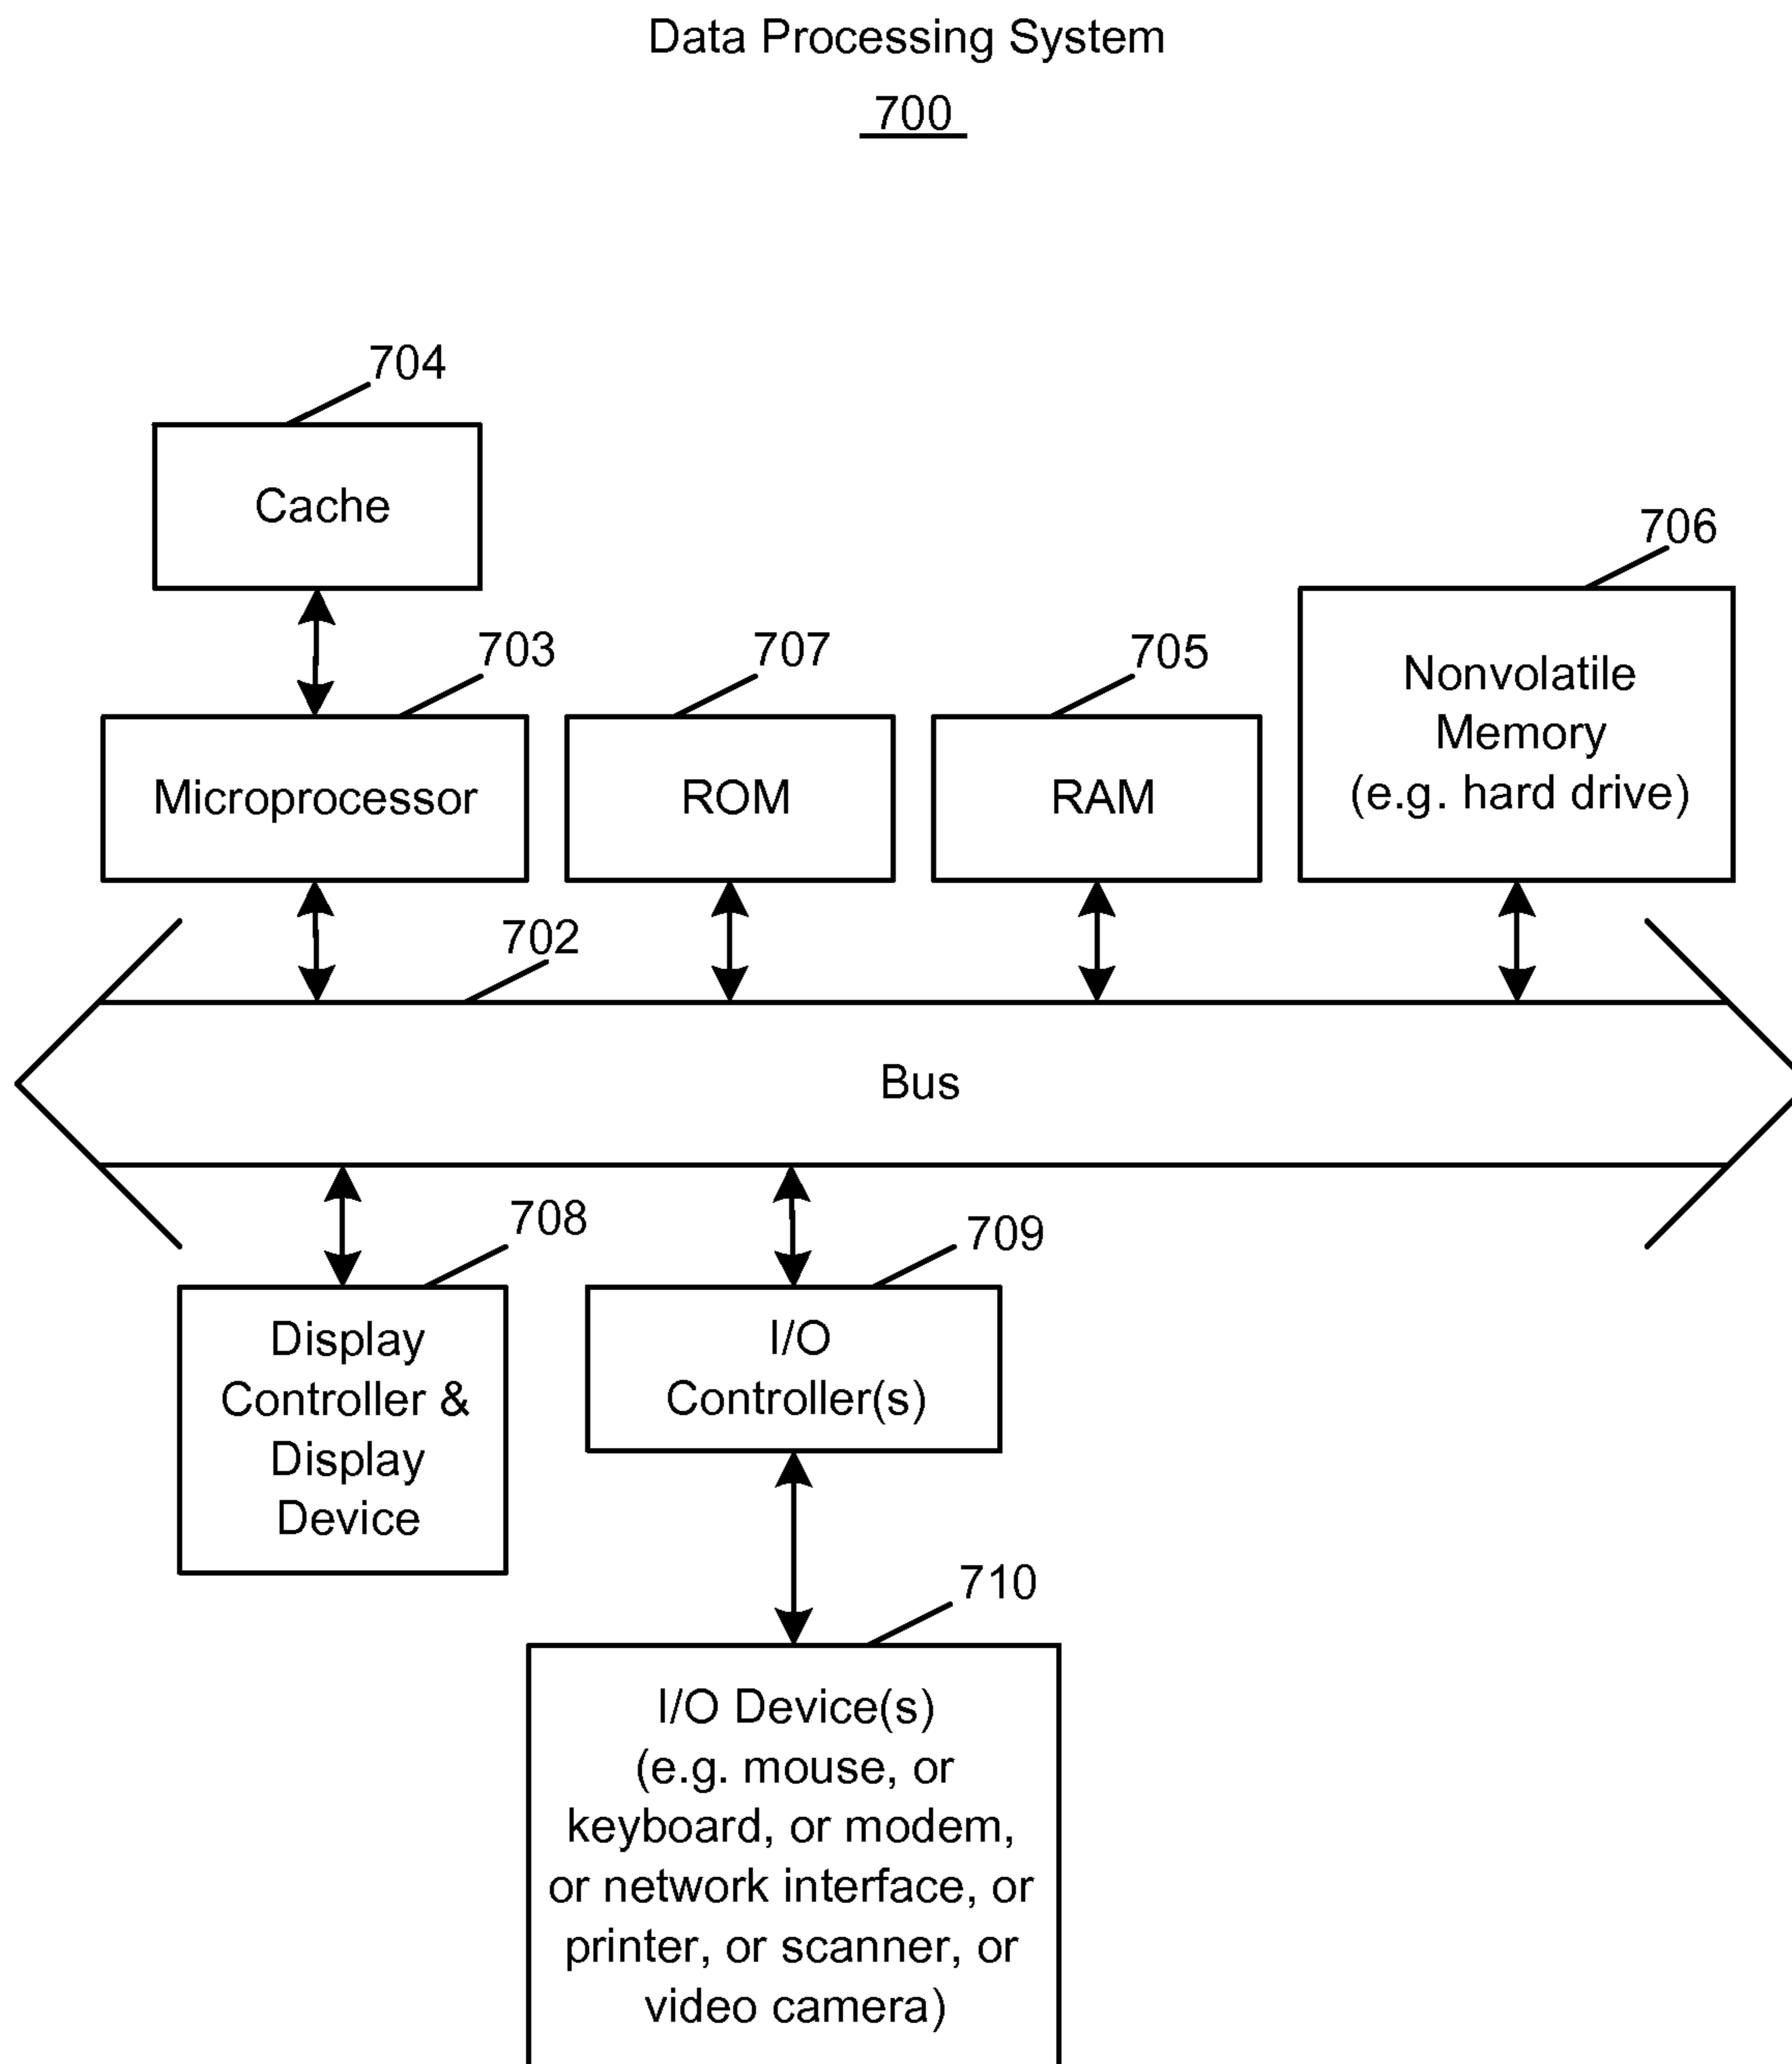 Data Processing System
700
704
Cache
706
703
707
705
Nonvolatile
Memory
(e.g. hard drive)
Microprocessor
ROM
RAM
702
Bus
708
709
Display
Controller &
Display
Device
I/O
Controller(s)
710
I/O Device(s)
(e.g. mouse, or
keyboard, or modem,
or network interface, or
printer, or scanner, or
video camera)